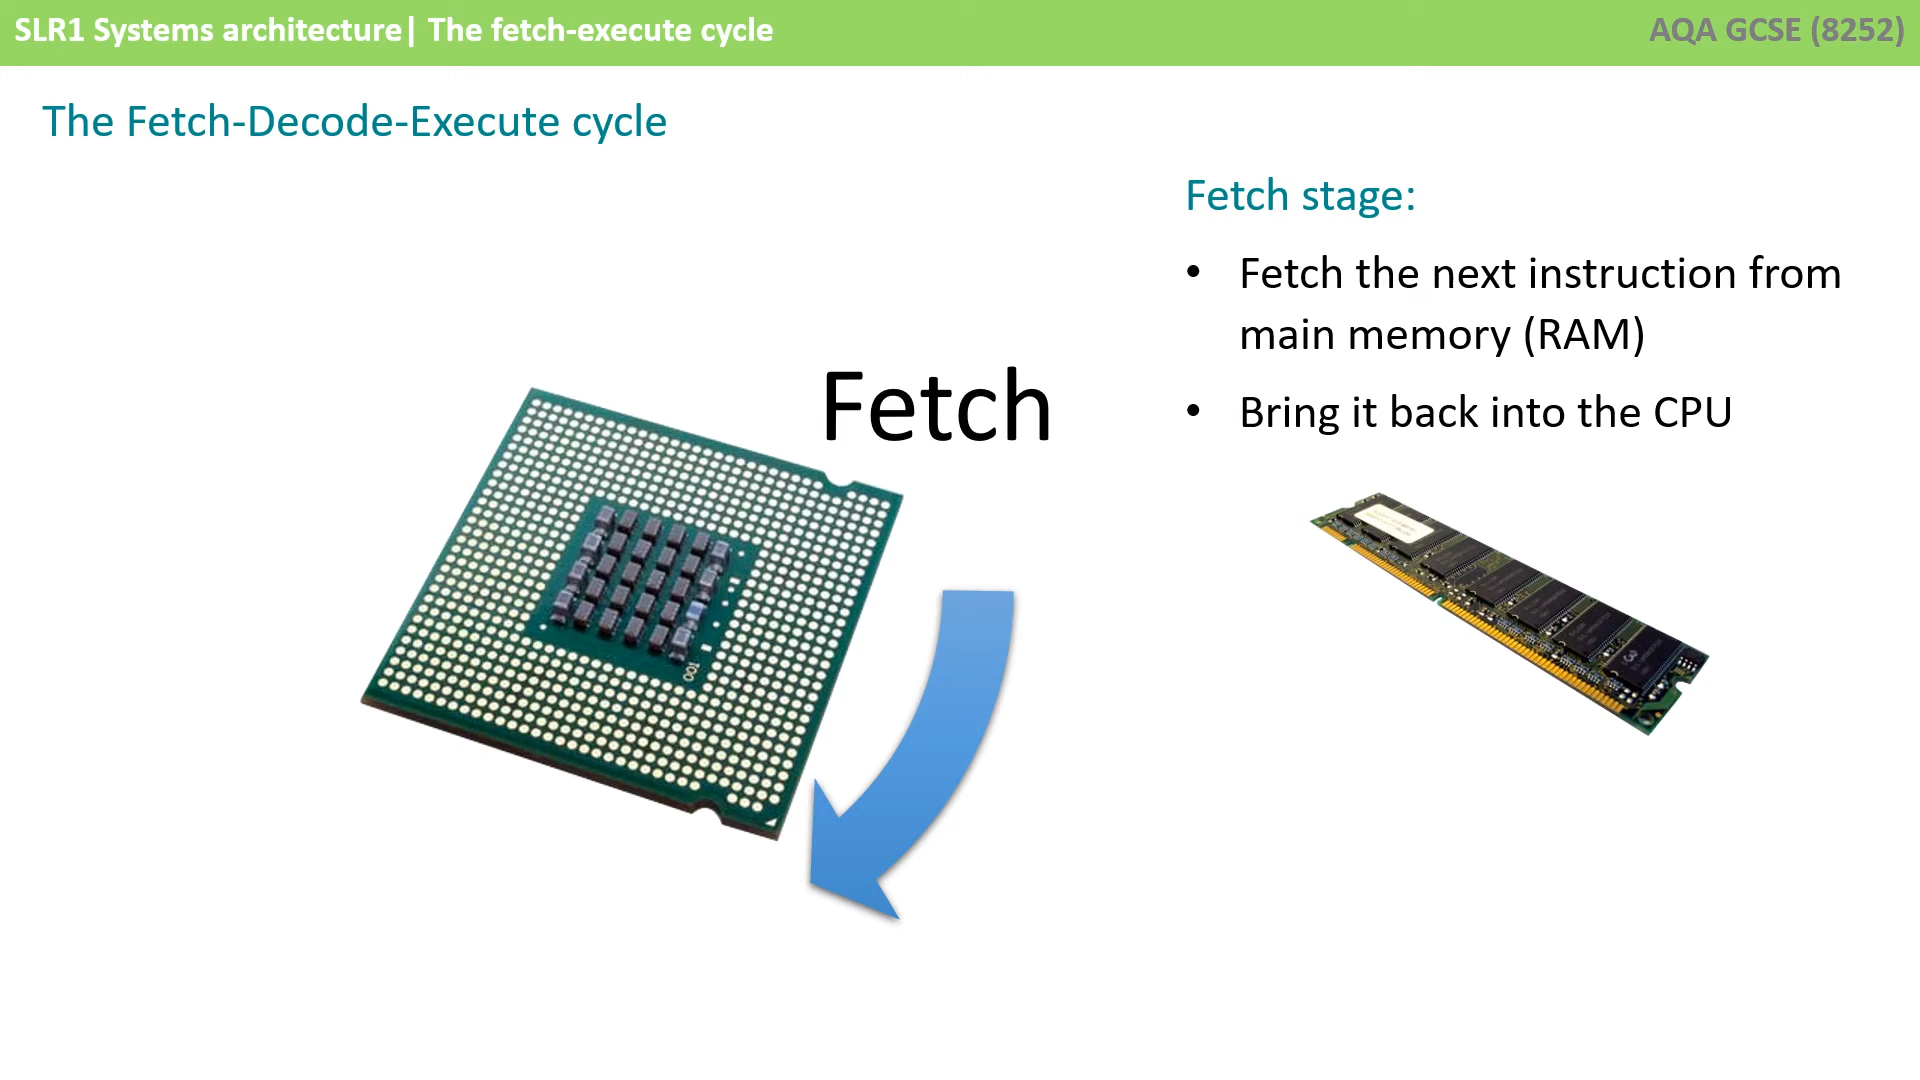 SLR1 Systems architecture| The fetch-execute cycle
AQA GCSE (8252)
The Fetch-Decode-Execute cycle
Fetch stage:
• Fetch the next instruction from
main memory (RAM)
• Bring it back into the CPU
Fetch
001